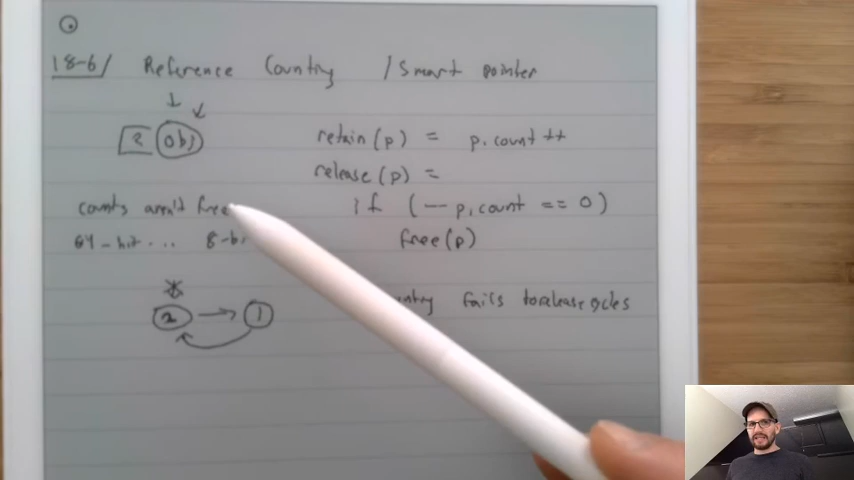 18-6/ Reference Counting / Smart pointer
2 Obj
retain(p) = p.count ++
release(p) =
counts aren't free
if (-- p.count == 0)
64-bit ... 8-bi
free(p)
fails to release cycles
2 → 1